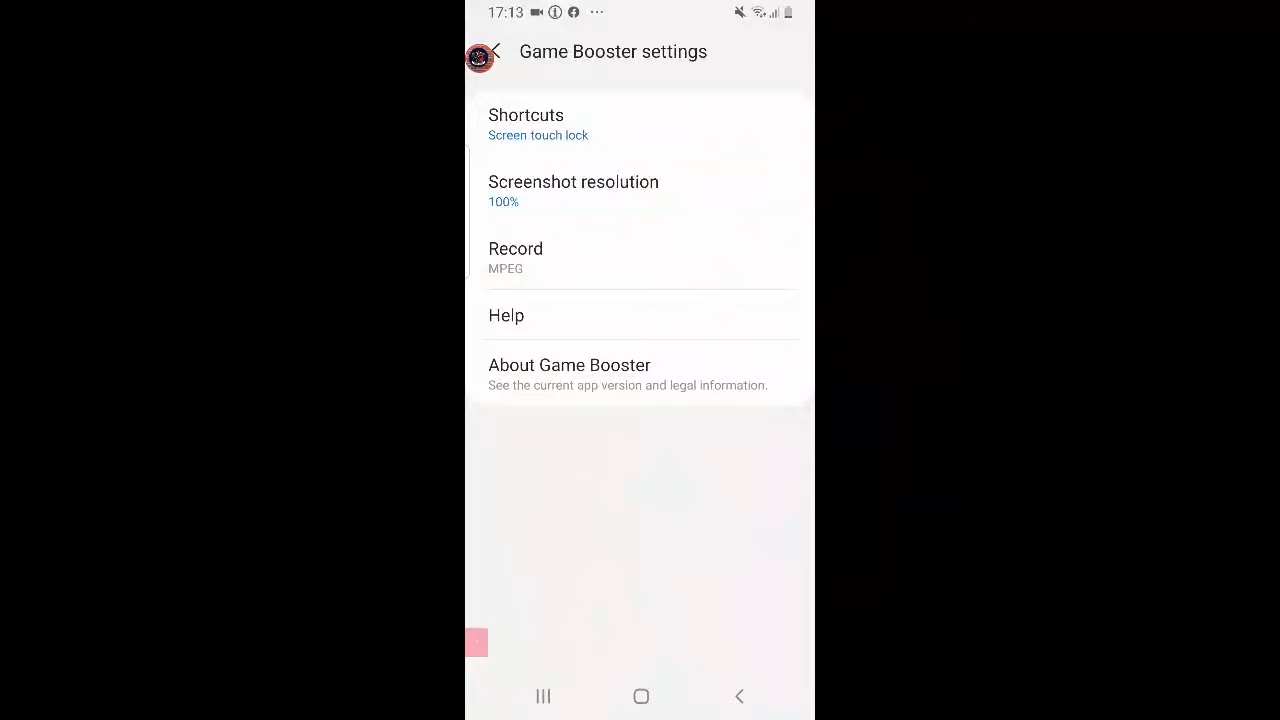 17:13
Game Booster settings
Shortcuts
Screen touch lock
Screenshot resolution
100%
Record
MPEG
Help
About Game Booster
See the current app version and legal information.